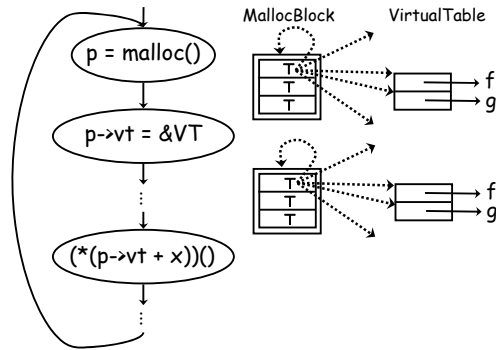 MallocBlock VirtualTable
p = malloc()
T
T
T
f
g
p->vt = &VT
⋮
T
T
T
f
g
(*(p->vt + x))()
⋮